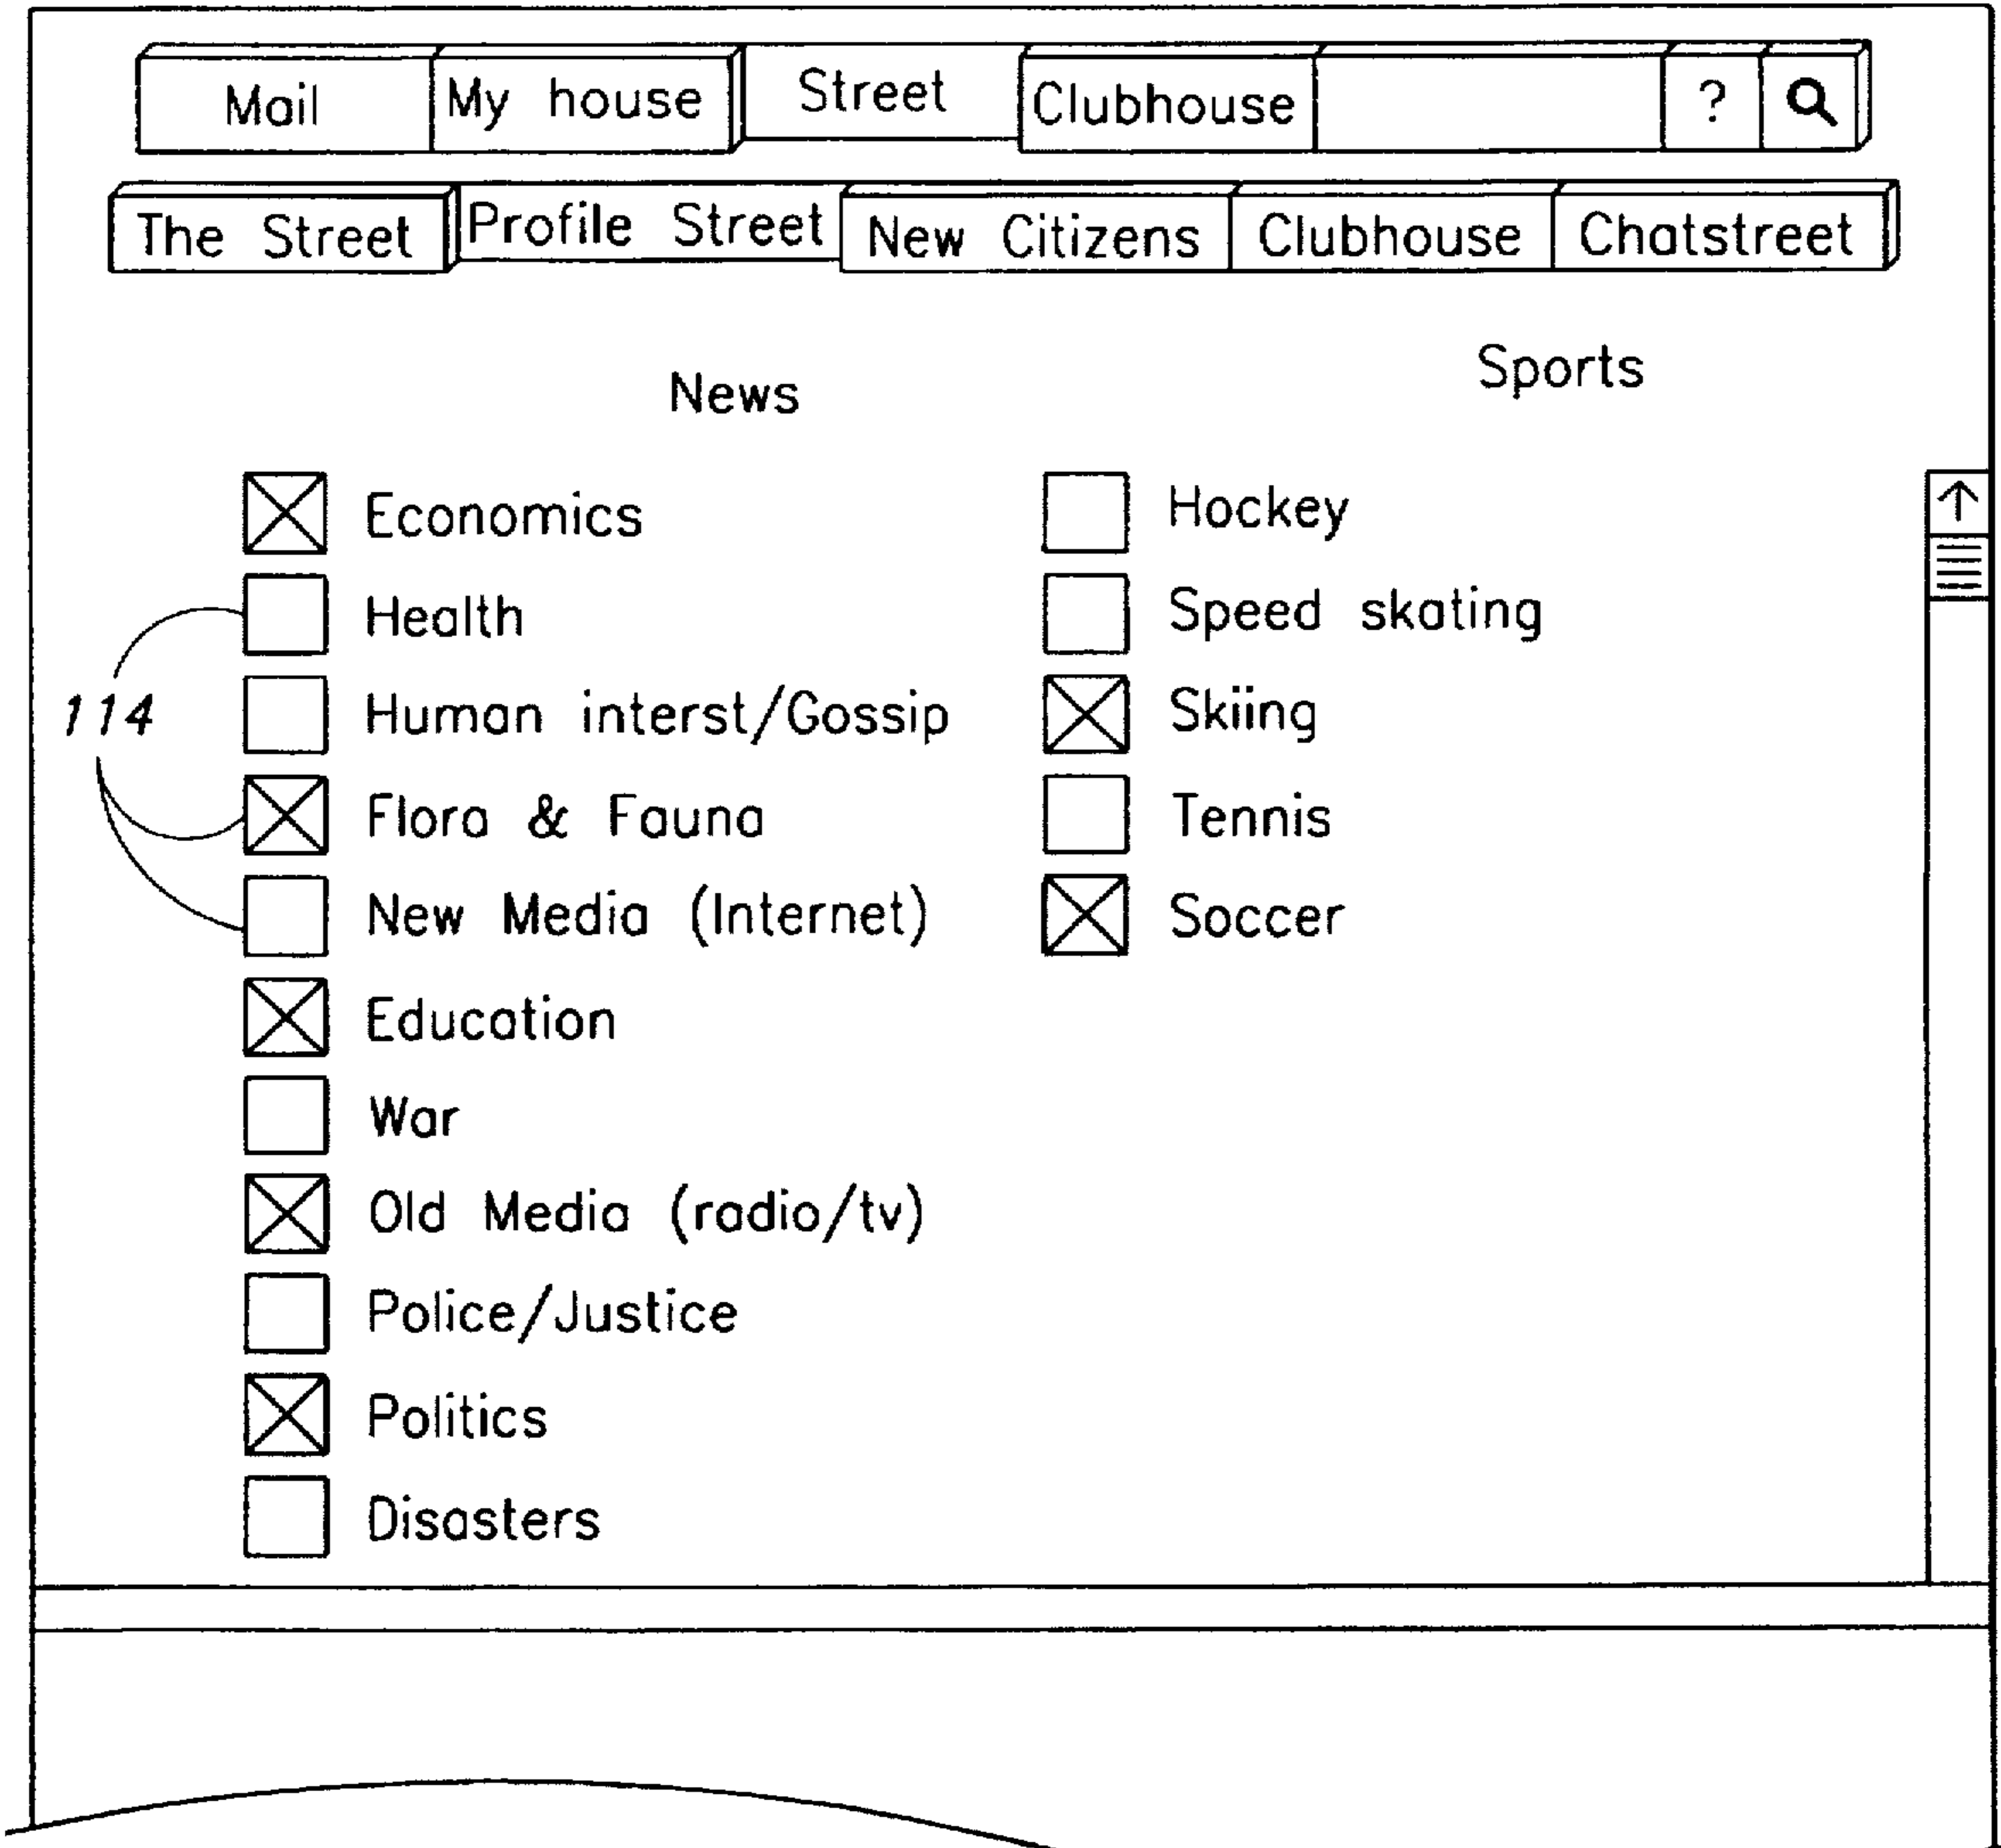 Mail My house Street Clubhouse ?
The Street Profile Street New Citizens Clubhouse Chatstreet
News Sports
Economics Hockey
Health Speed skating
114 Human interst/Gossip Skiing
Flora & Fauna Tennis
New Media (Internet) Soccer
Education
War
Old Media (radio/tv)
Police/Justice
Politics
Disasters